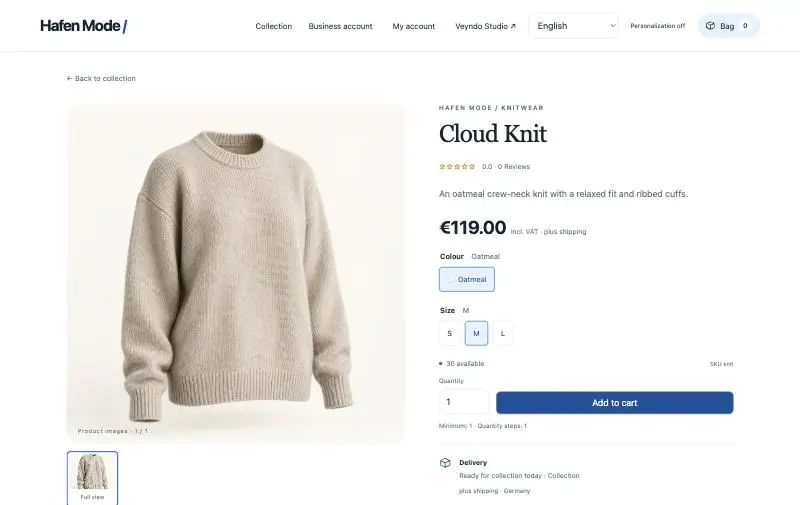 Hafen Mode /
Collection
Business account
My account
Veyndo Studio ↗
English
Personalization off
Bag 0
← Back to collection
HAFEN MODE / KNITWEAR
Cloud Knit
☆☆☆☆☆ 0.0 · 0 Reviews
An oatmeal crew-neck knit with a relaxed fit and ribbed cuffs.
€119.00 incl. VAT · plus shipping
Colour Oatmeal
Oatmeal
Size M
S
M
L
30 available
SKU knit
Quantity
1
Add to cart
Minimum: 1 · Quantity steps: 1
Product images · 1 / 1
Full view
Delivery
Ready for collection today · Collection
plus shipping · Germany